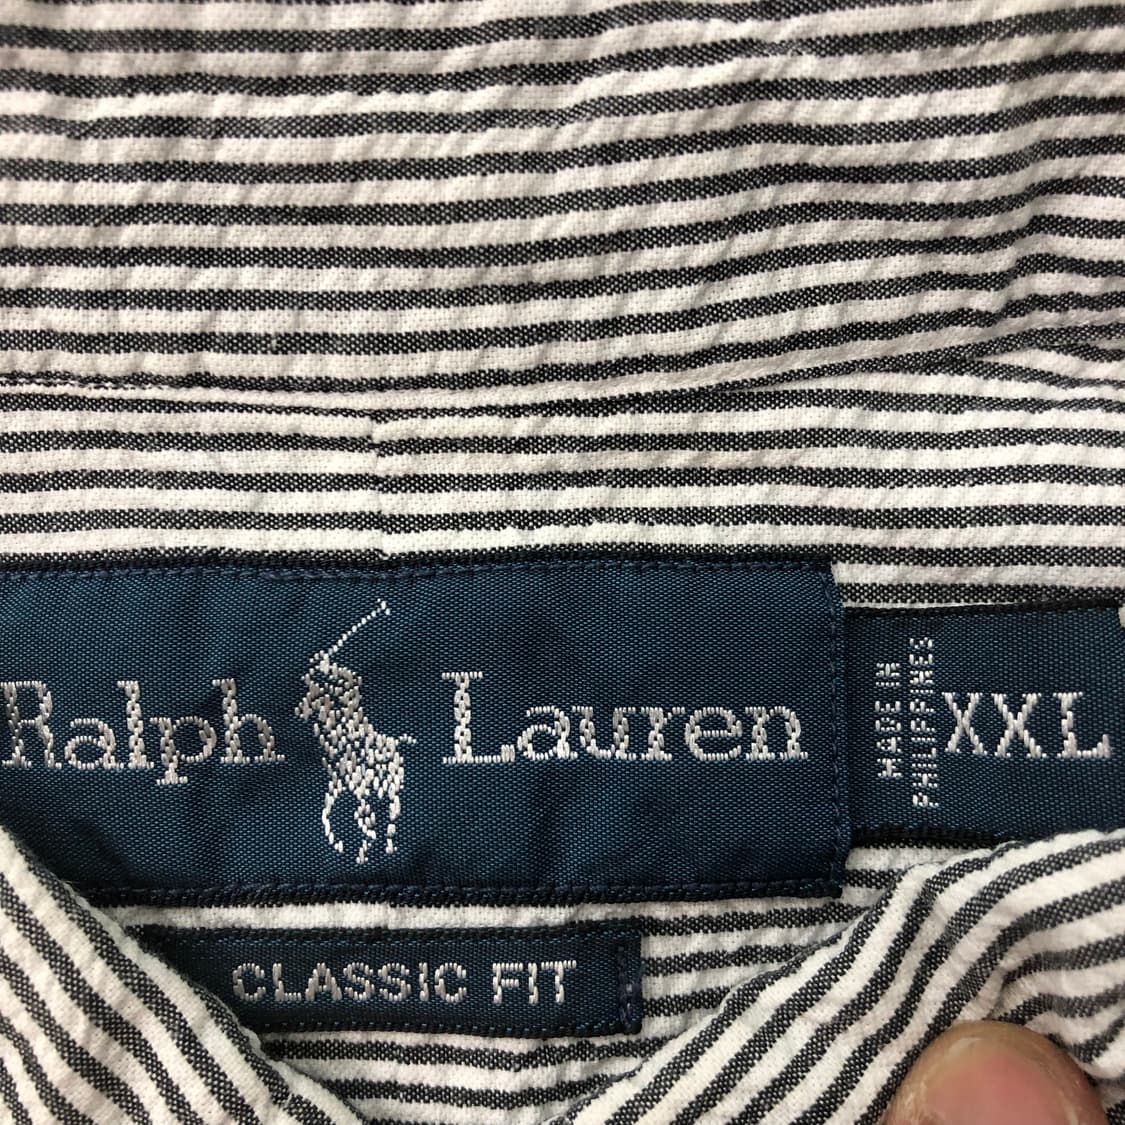 Ralph Lauren
MADE IN
PHILIPPINES
XXL
CLASSIC FIT